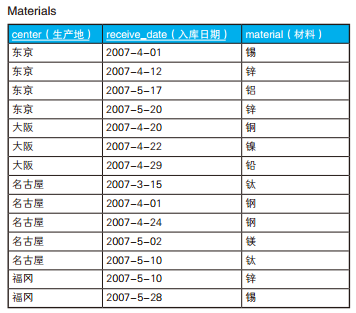 Materials
center（生产地） receive_date（入库日期） material（材料）
东京 2007-4-01 锡
东京 2007-4-12 锌
东京 2007-5-17 铝
东京 2007-5-20 锌
大阪 2007-4-20 铜
大阪 2007-4-22 镍
大阪 2007-4-29 铅
名古屋 2007-3-15 钛
名古屋 2007-4-01 钢
名古屋 2007-4-24 钢
名古屋 2007-5-02 镁
名古屋 2007-5-10 钛
福冈 2007-5-10 锌
福冈 2007-5-28 锡